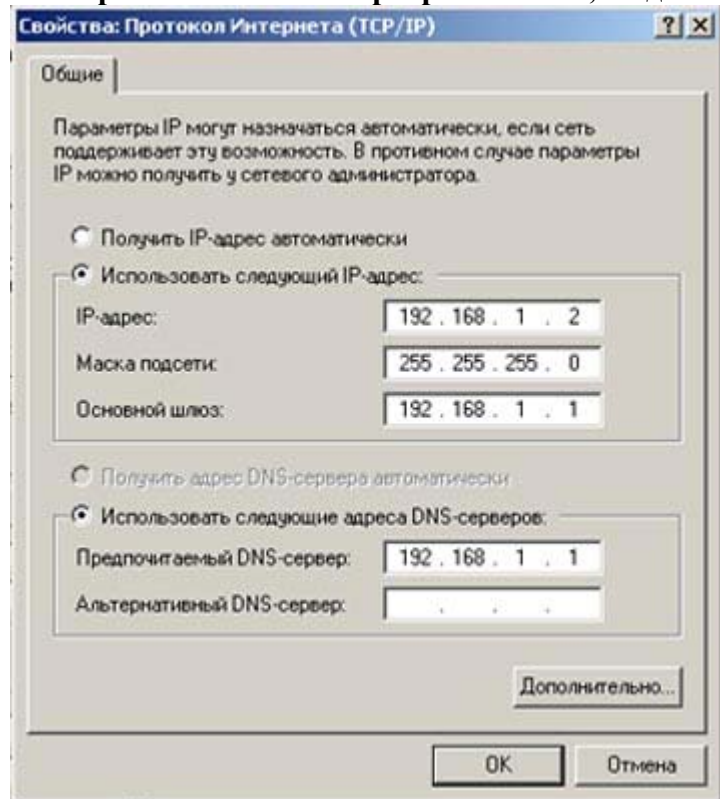 Свойства: Протокол Интернета (TCP/IP)
Общие
Параметры IP могут назначаться автоматически, если сеть
поддерживает эту возможность. В противном случае параметры
IP можно получить у сетевого администратора.
Получить IP-адрес автоматически
Использовать следующий IP-адрес:
IP-адрес: 192 . 168 . 1 . 2
Маска подсети: 255 . 255 . 255 . 0
Основной шлюз: 192 . 168 . 1 . 1
Получить адрес DNS-сервера автоматически
Использовать следующие адреса DNS-серверов:
Предпочитаемый DNS-сервер: 192 . 168 . 1 . 1
Альтернативный DNS-сервер: . . .
Дополнительно...
OK Отмена